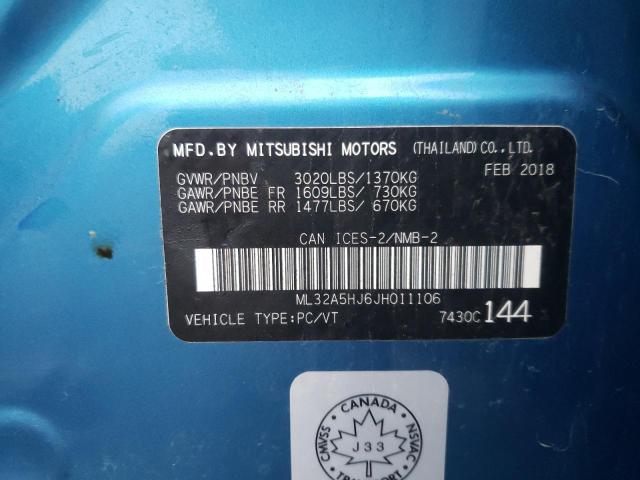 MFD. BY MITSUBISHI MOTORS (THAILAND) CO., LTD.
FEB 2018
GVWR/PNBV 3020LBS/1370KG
GAWR/PNBE FR 1609LBS/ 730KG
GAWR/PNBE RR 1477LBS/ 670KG
CAN ICES-2/NMB-2
ML32A5HJ6JH011106
VEHICLE TYPE:PC/VT 7430C 144
CANADA
CMVSS
J33
NSVAC
TRANSPORT